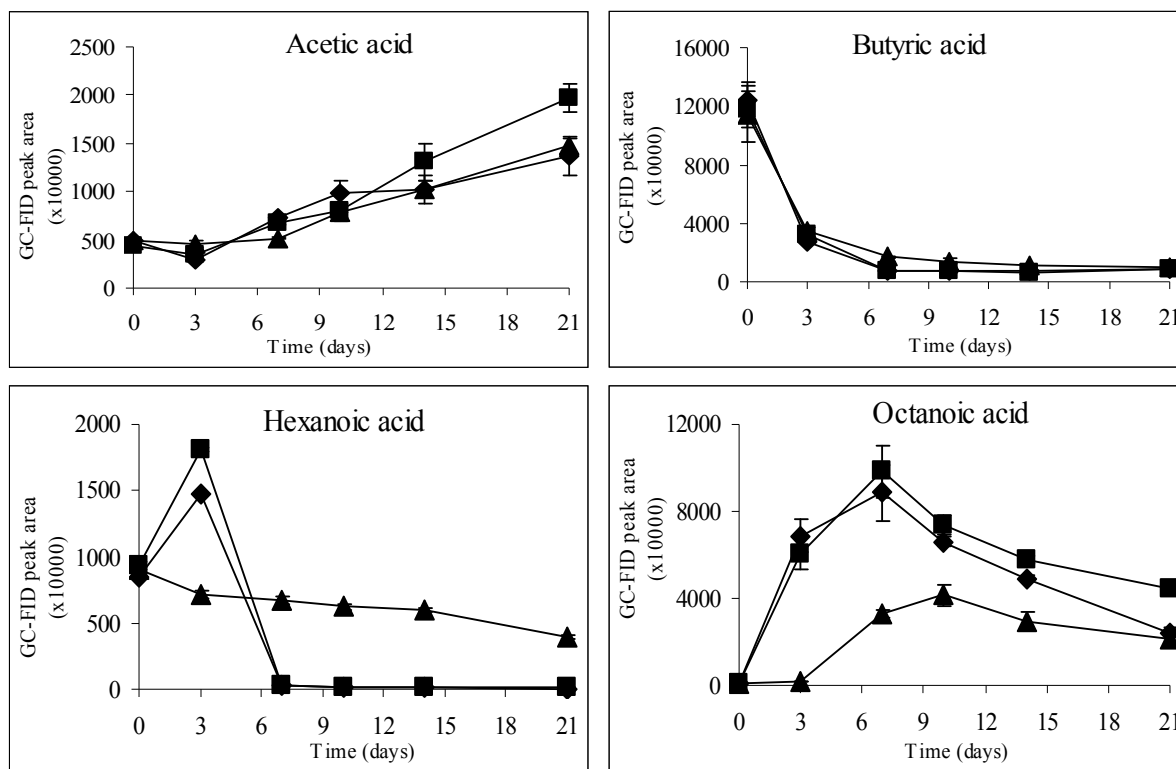 Acetic acid
GC-FID peak area
(x10000)
2500
2000
1500
1000
500
0
0 3 6 9 12 15 18 21
Time (days)
Butyric acid
GC-FID peak area
(x10000)
16000
12000
8000
4000
0
0 3 6 9 12 15 18 21
Time (days)
Hexanoic acid
GC-FID peak area
(x10000)
2000
1500
1000
500
0
0 3 6 9 12 15 18 21
Time (days)
Octanoic acid
GC-FID peak area
(x10000)
12000
8000
4000
0
0 3 6 9 12 15 18 21
Time (days)